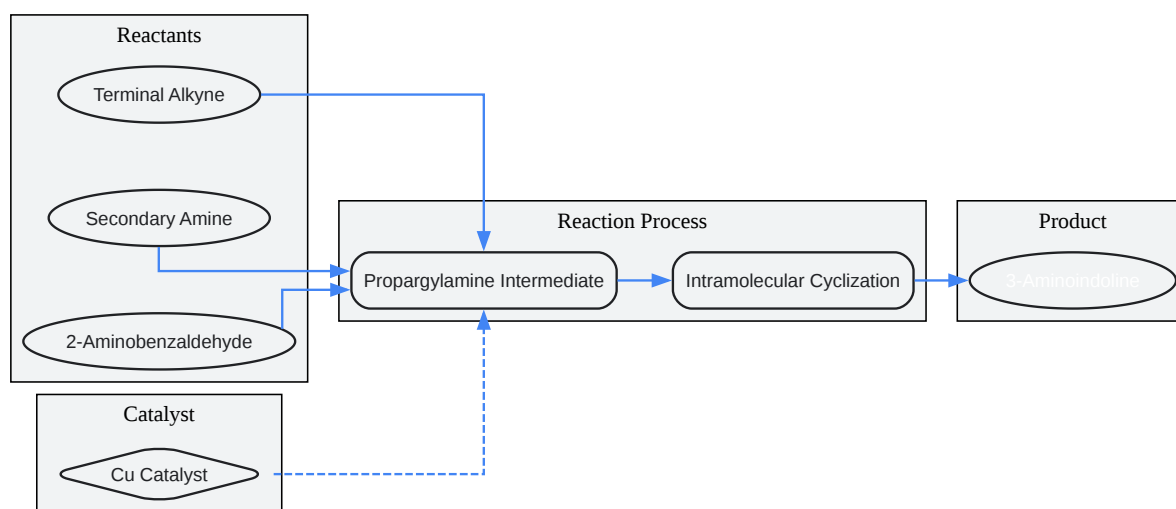 Reactants
Terminal Alkyne
Secondary Amine
2-Aminobenzaldehyde
Catalyst
Cu Catalyst
Reaction Process
Propargylamine Intermediate
Intramolecular Cyclization
Product
3-Aminoindoline